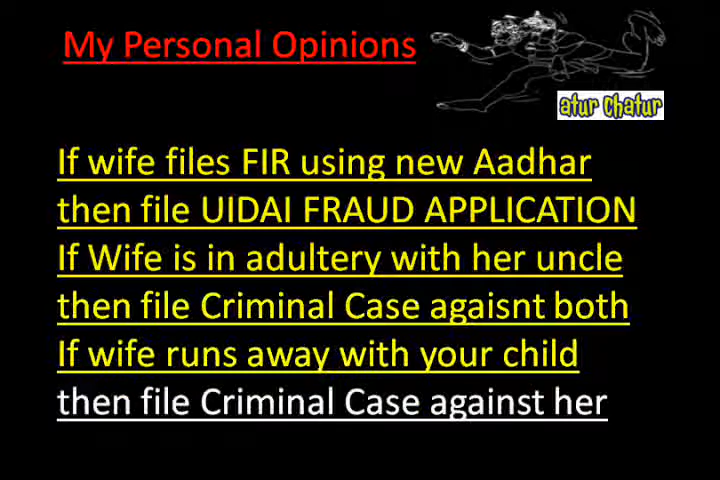 My Personal Opinions
atur chatur
If wife files FIR using new Aadhar
then file UIDAI FRAUD APPLICATION
If Wife is in adultery with her uncle
then file Criminal Case agaisnt both
If wife runs away with your child
then file Criminal Case against her